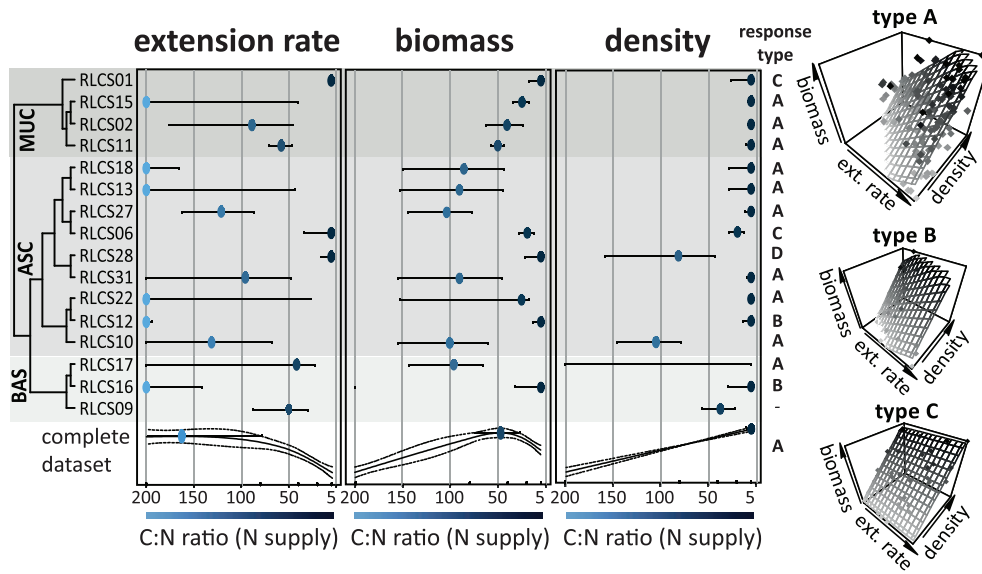 extension rate biomass density response type
MUC
RLCS01 C
RLCS15 A
RLCS02 A
RLCS11 A
ASC
RLCS18 A
RLCS13 A
RLCS27 A
RLCS06 C
RLCS28 D
RLCS31 A
RLCS22 A
RLCS12 B
RLCS10 A
BAS
RLCS17 A
RLCS16 B
RLCS09 -
complete dataset A
200 100 50 5
200 100 50 5
200 100 50 5
C:N ratio (N supply)
C:N ratio (N supply)
C:N ratio (N supply)
type A
biomass
ext. rate
density
type B
biomass
ext. rate
density
type C
biomass
ext. rate
density